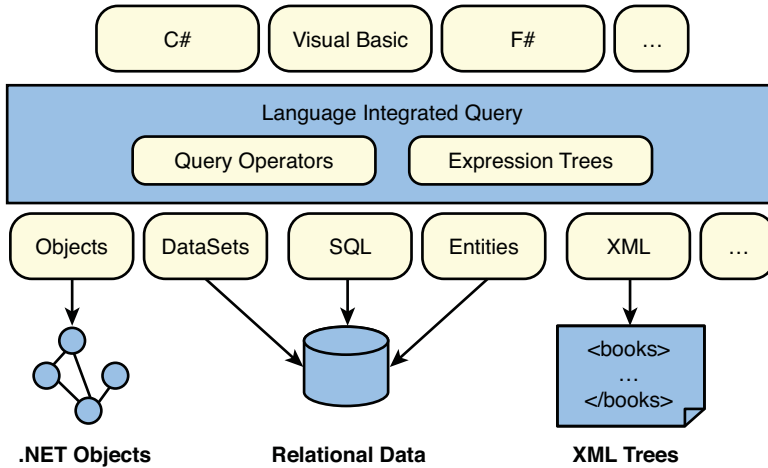 C#
Visual Basic
F#
…
Language Integrated Query
Query Operators
Expression Trees
Objects
DataSets
SQL
Entities
XML
…
<books>
…
</books>
.NET Objects
Relational Data
XML Trees